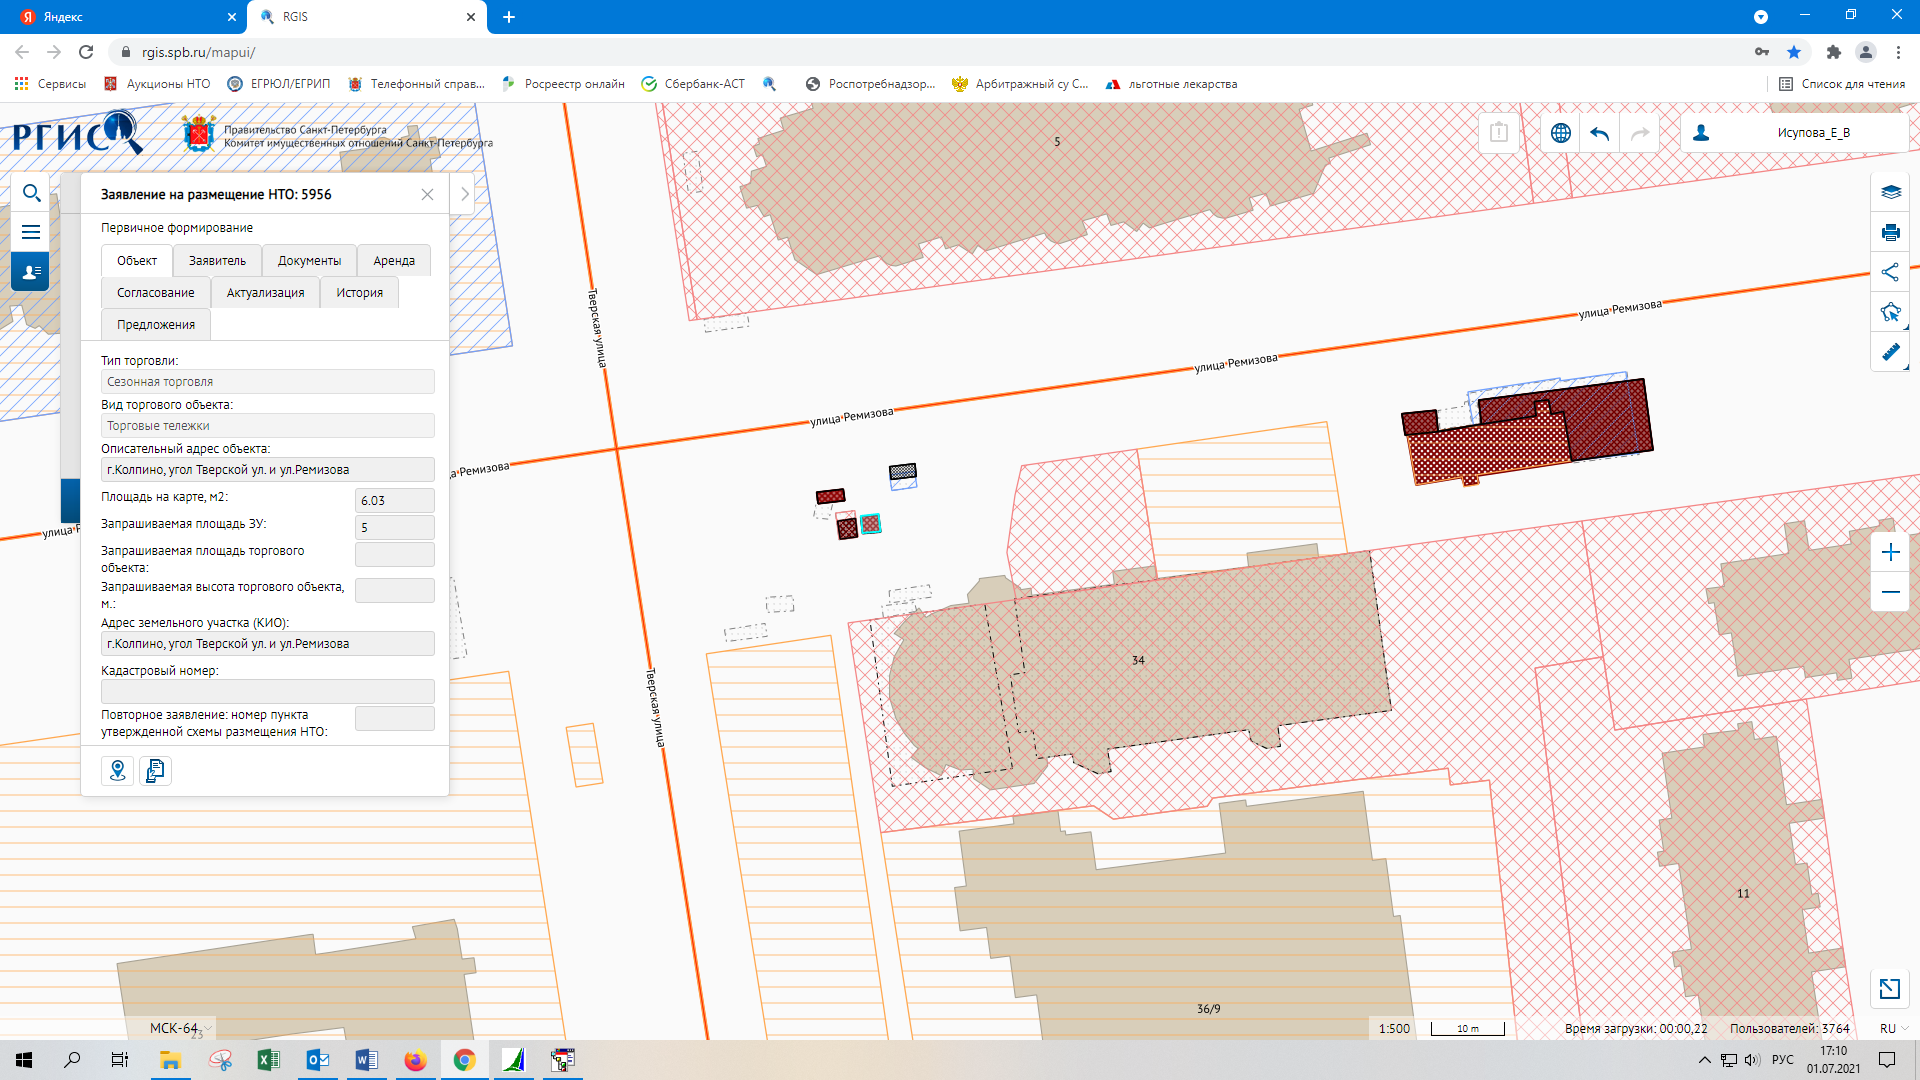 Яндекс
RGIS
rgis.spb.ru/mapui/
Сервисы
Аукционы НТО
ЕГРЮЛ/ЕГРИП
Телефонный справ...
Росреестр онлайн
Сбербанк-АСТ
Роспотребнадзор...
Арбитражный су С...
льготные лекарства
Список для чтения
РГИС
Правительство Санкт-Петербурга
Комитет имущественных отношений Санкт-Петербурга
Исупова_Е_В
Заявление на размещение НТО: 5956
Первичное формирование
Объект
Заявитель
Документы
Аренда
Согласование
Актуализация
История
Предложения
Тип торговли:
Сезонная торговля
Вид торгового объекта:
Торговые тележки
Описательный адрес объекта:
г.Колпино, угол Тверской ул. и ул.Ремизова
Площадь на карте, м2:
6.03
Запрашиваемая площадь ЗУ:
5
Запрашиваемая площадь торгового
объекта:
Запрашиваемая высота торгового объекта,
м.:
Адрес земельного участка (КИО):
г.Колпино, угол Тверской ул. и ул.Ремизова
Кадастровый номер:
Повторное заявление: номер пункта
утвержденной схемы размещения НТО:
5
Тверская улица
улица Ремизова
улица Ремизова
улица Ремизова
ца Ремизова
улица Р
34
Тверская улица
11
36/9
23
МСК-64
1:500
10 m
Время загрузки: 00:00,22
Пользователей: 3764
RU
РУС
17:10
01.07.2021